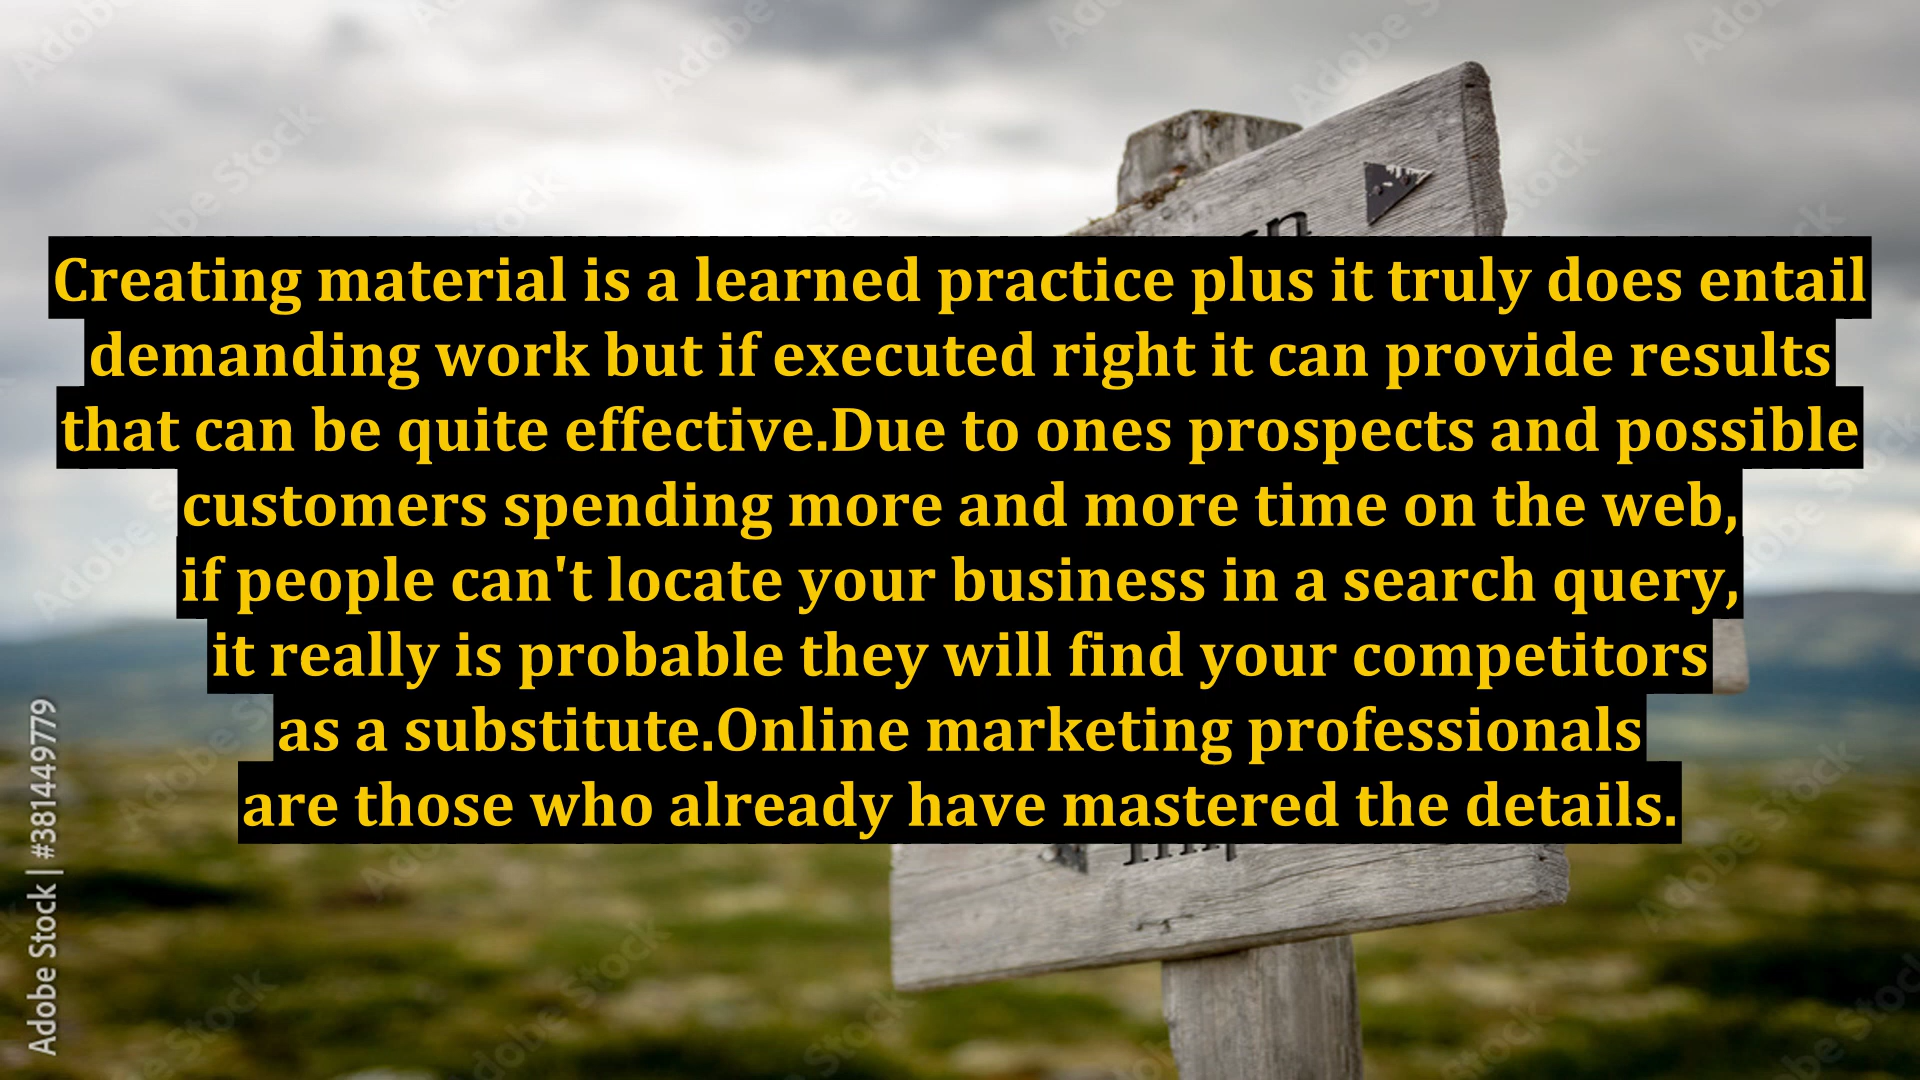 Creating material is a learned practice plus it truly does entail
demanding work but if executed right it can provide results
that can be quite effective.Due to ones prospects and possible
customers spending more and more time on the web,
if people can't locate your business in a search query,
it really is probable they will find your competitors
as a substitute.Online marketing professionals
are those who already have mastered the details.
Adobe Stock | #381449779